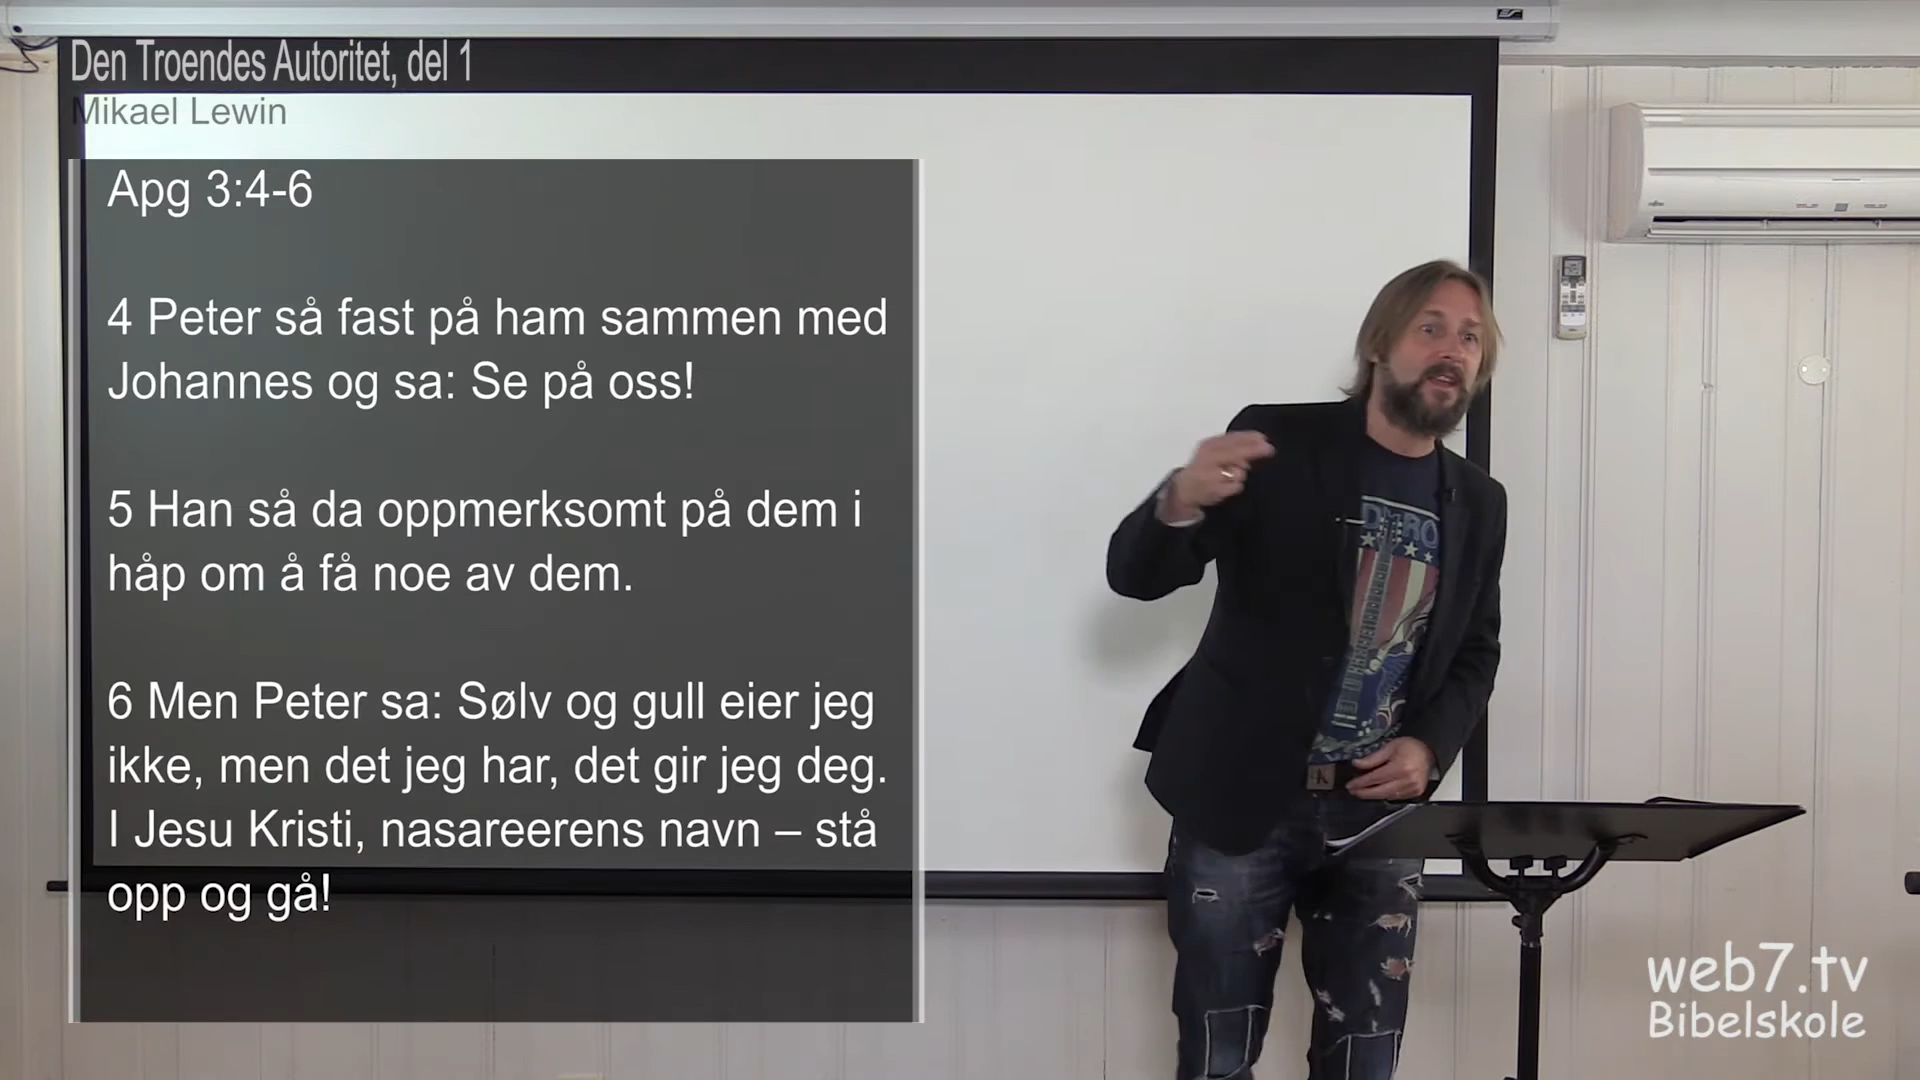 Den Troendes Autoritet, del 1
Mikael Lewin
Apg 3:4-6
4 Peter så fast på ham sammen med
Johannes og sa: Se på oss!
5 Han så da oppmerksomt på dem i
håp om å få noe av dem.
6 Men Peter sa: Sølv og gull eier jeg
ikke, men det jeg har, det gir jeg deg.
I Jesu Kristi, nasareerens navn – stå
opp og gå!
web7.tv
Bibelskole